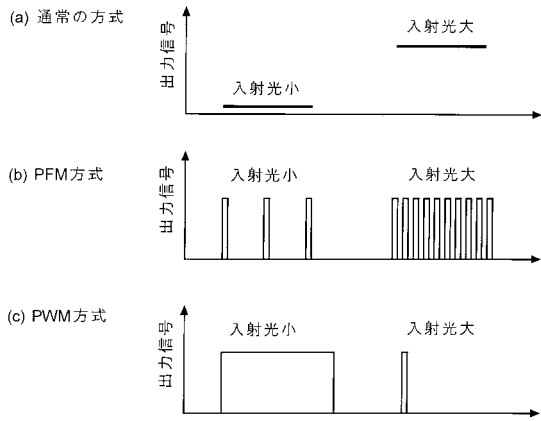 (a) 通常の方式
出力信号
入射光小
入射光大
(b) PFM方式
出力信号
入射光小
入射光大
(c) PWM方式
出力信号
入射光小
入射光大